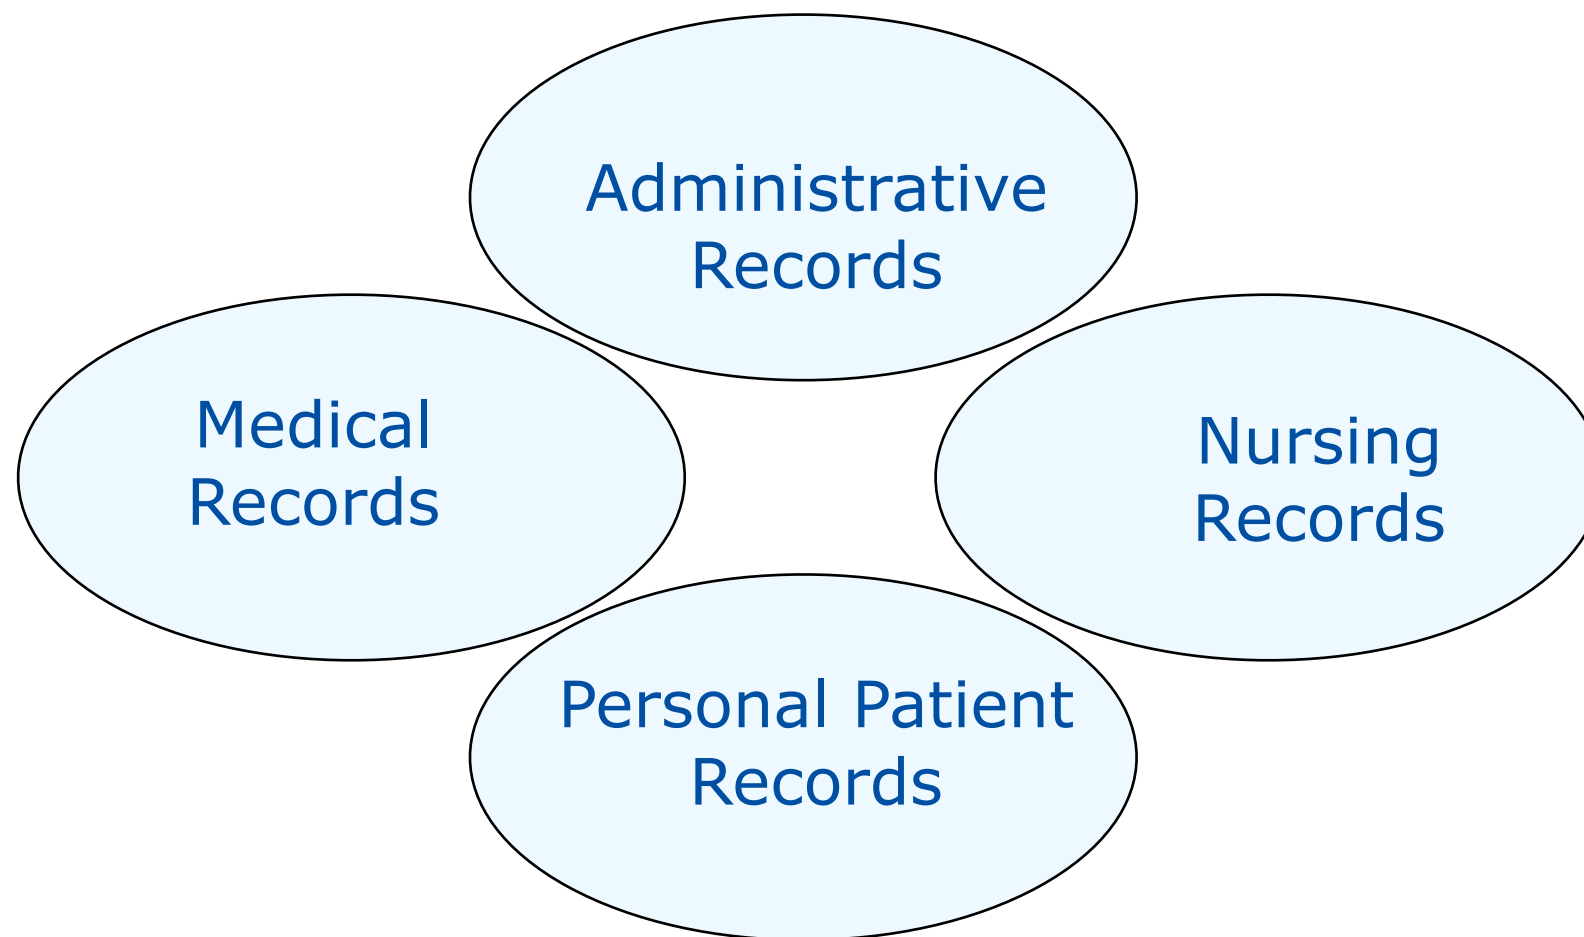 Administrative
Records
Medical
Records
Nursing
Records
Personal Patient
Records